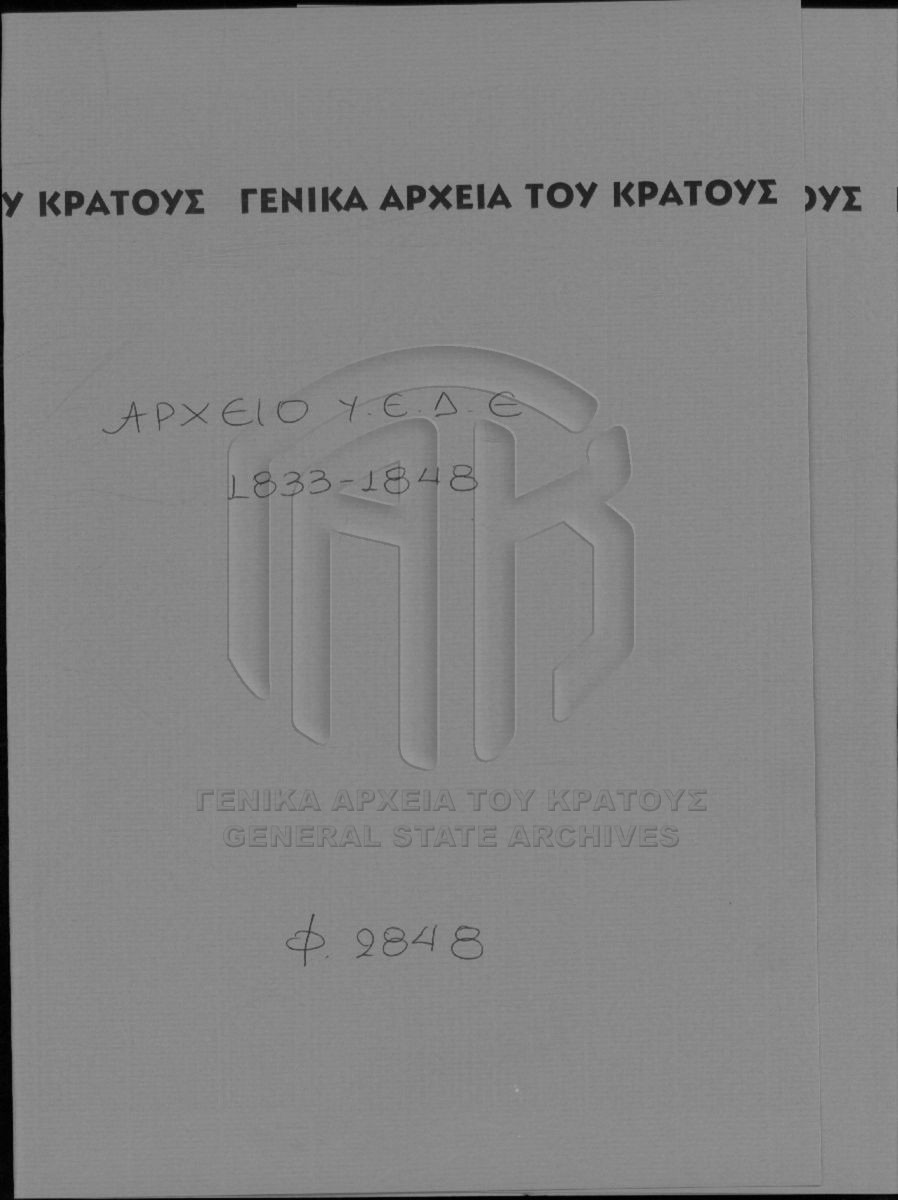 Υ ΚΡΑΤΟΥΣ ΓΕΝΙΚΑ ΑΡΧΕΙΑ ΤΟΥ ΚΡΑΤΟΥΣ ΟΥΣ
ΑΡΧΕΙΟ Υ.Ε.Δ.Ε
1833-1848
ΓΕΝΙΚΑ ΑΡΧΕΙΑ ΤΟΥ ΚΡΑΤΟΥΣ
GENERAL STATE ARCHIVES
Φ. 2848